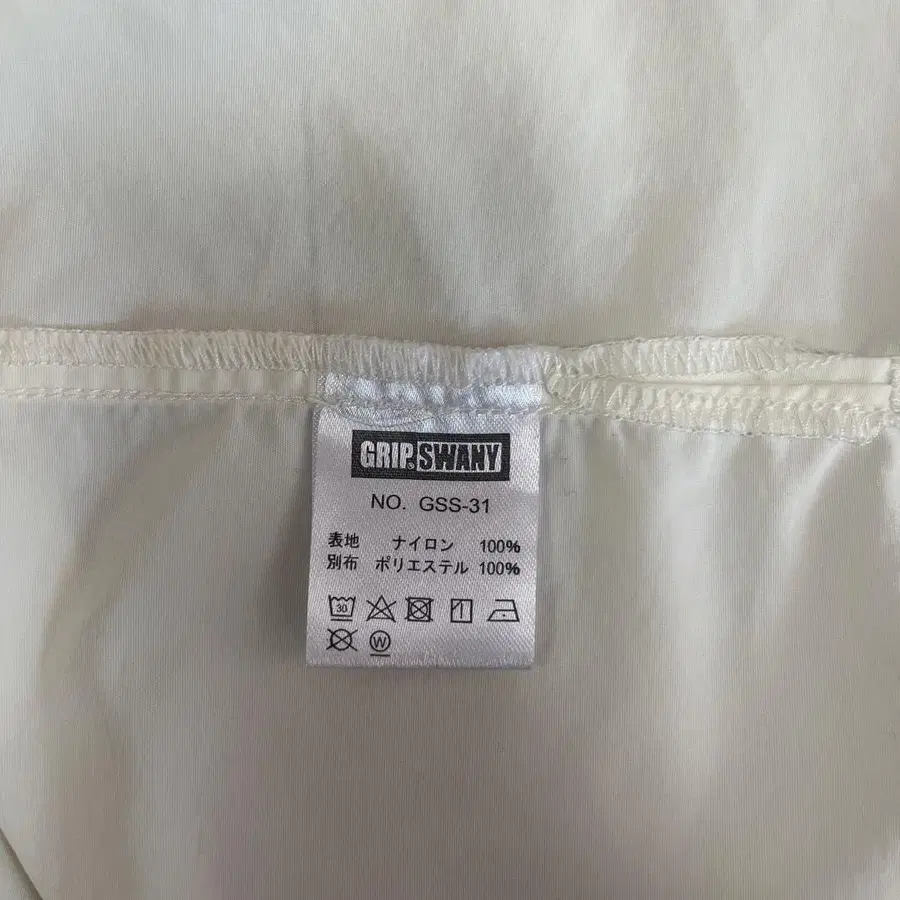 GRIP SWANY
NO. GSS-31
表地 ナイロン 100%
別布 ポリエステル 100%
30
W